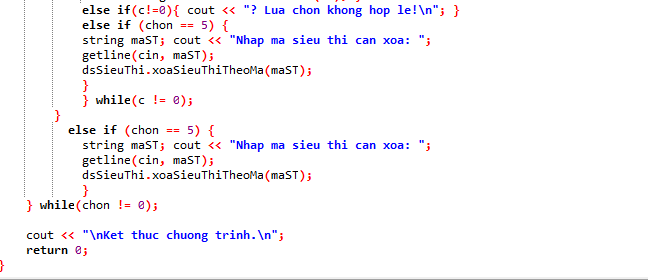 else if(c!=0){ cout << "? Lua chon khong hop le!\n"; }
else if (chon == 5) {
string maST; cout << "Nhap ma sieu thi can xoa: ";
getline(cin, maST);
dsSieuThi.xoaSieuThiTheoMa(maST);
}
} while(c != 0);
}
else if (chon == 5) {
string maST; cout << "Nhap ma sieu thi can xoa: ";
getline(cin, maST);
dsSieuThi.xoaSieuThiTheoMa(maST);
}
} while(chon != 0);
cout << "\nKet thuc chuong trinh.\n";
return 0;
}